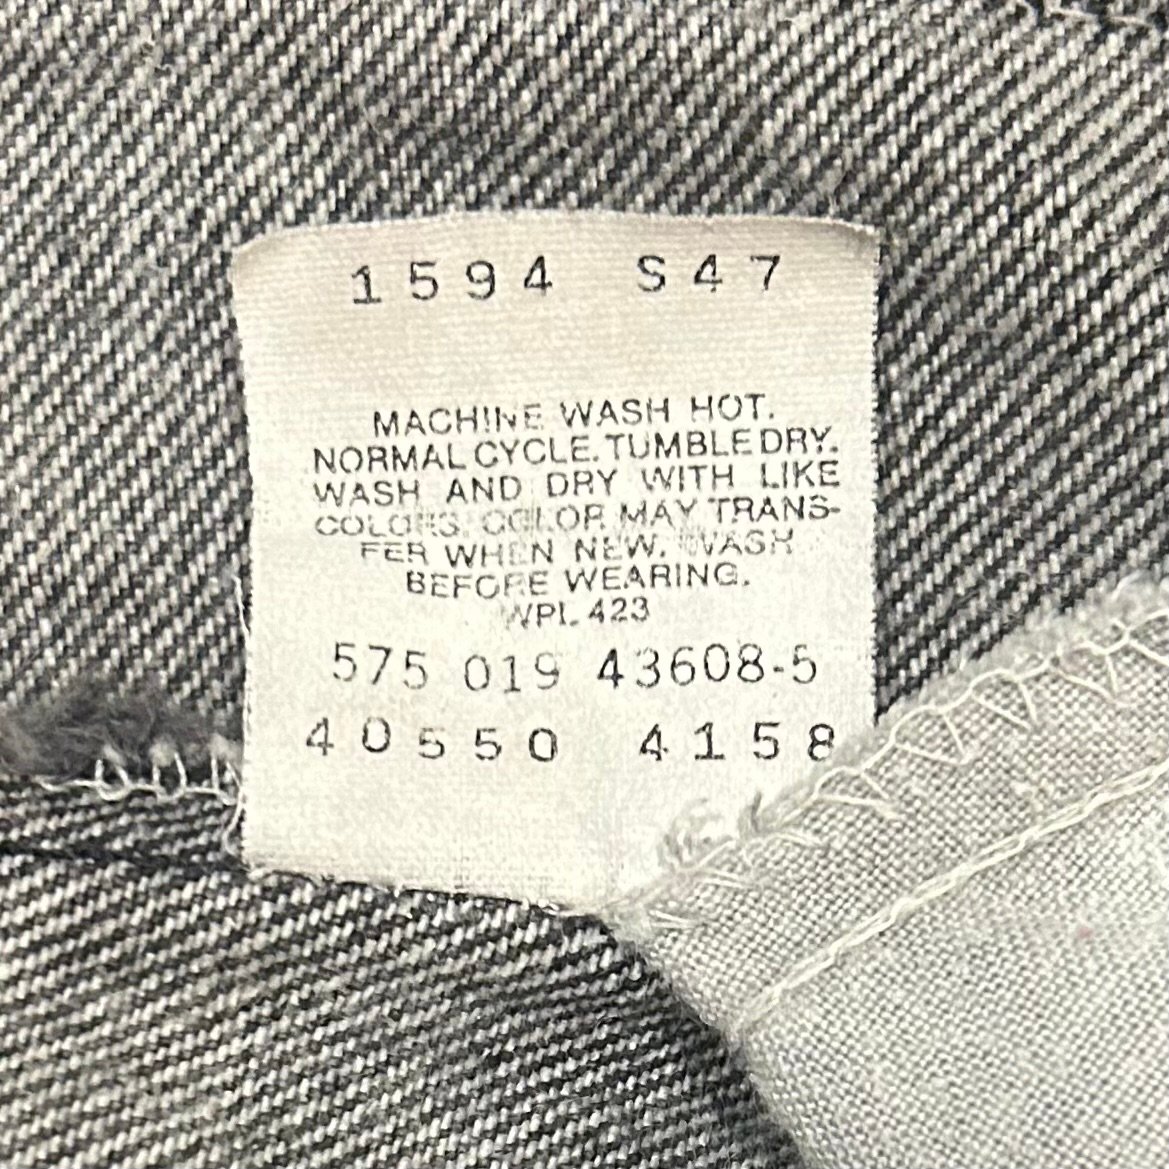 1594 S47
MACHINE WASH HOT.
NORMAL CYCLE. TUMBLE DRY.
WASH AND DRY WITH LIKE
COLORS. COLOR MAY TRANS-
FER WHEN NEW. WASH
BEFORE WEARING.
WPL 423
575 019 43608-5
40550 4158